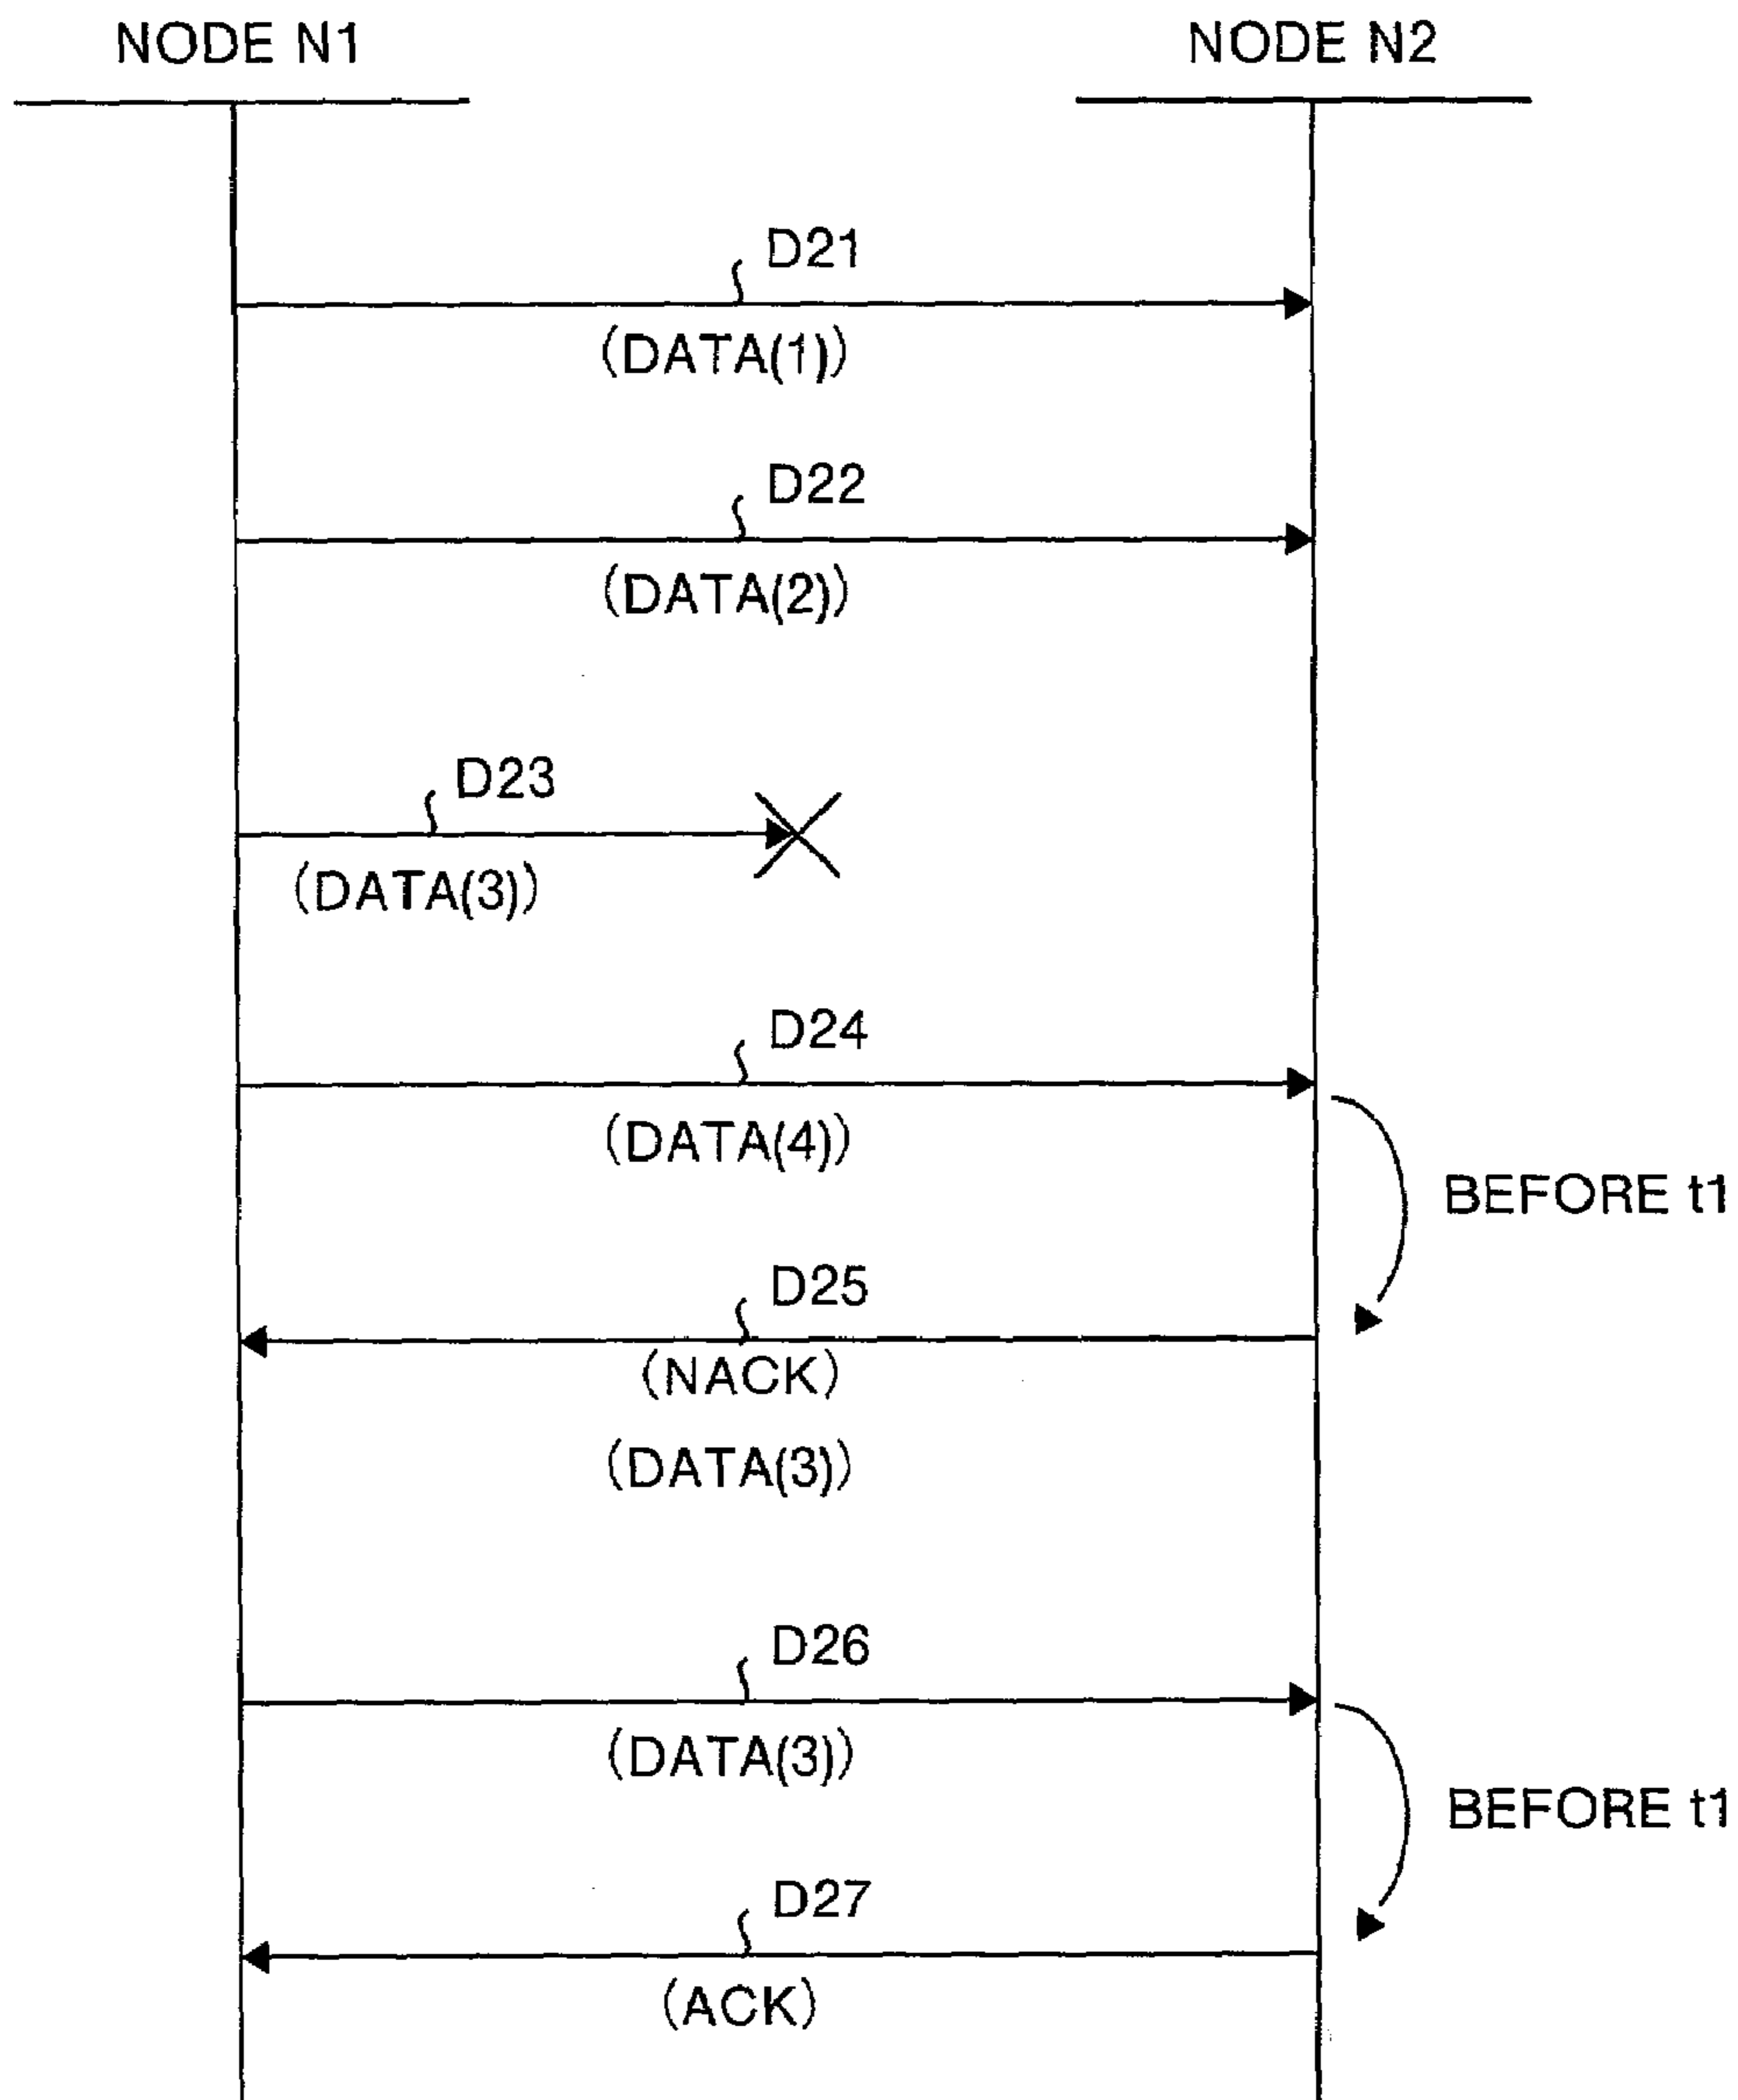 NODE N1 NODE N2
D21
(DATA(1))
D22
(DATA(2))
D23
(DATA(3))
D24
(DATA(4))
BEFORE t1
D25
(NACK)
(DATA(3))
D26
(DATA(3))
BEFORE t1
D27
(ACK)